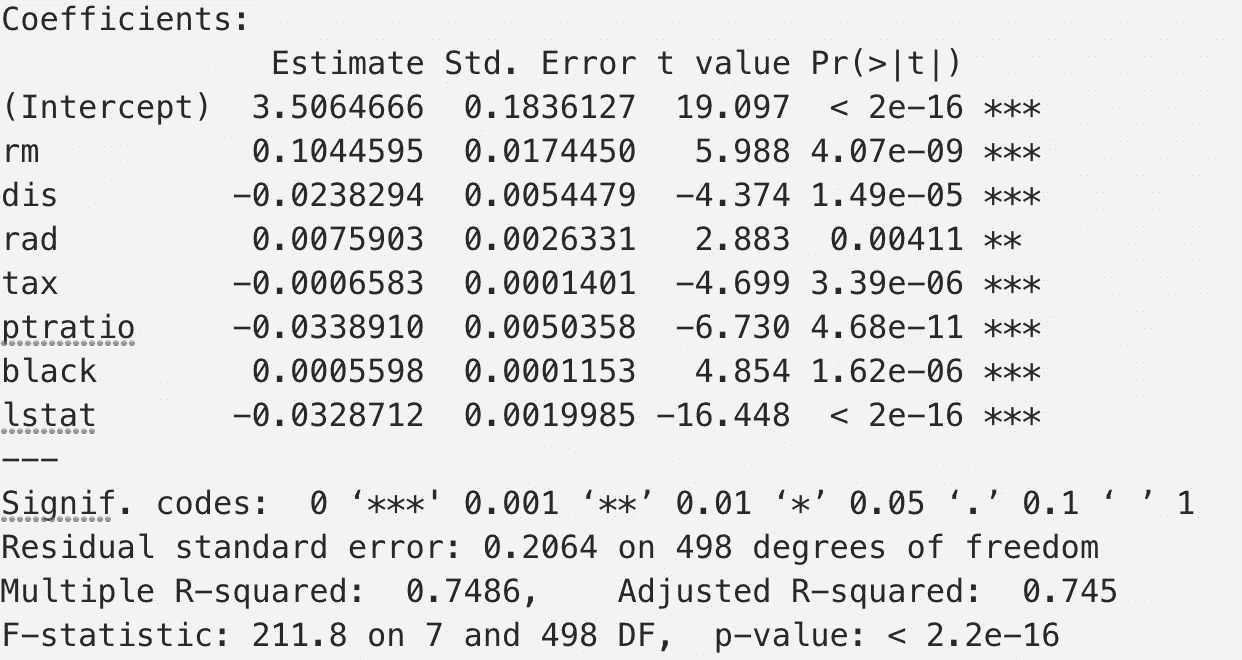 Coefficients:
Estimate Std. Error t value Pr(>|t|)
(Intercept) 3.5064666 0.1836127 19.097 < 2e-16 ***
rm 0.1044595 0.0174450 5.988 4.07e-09 ***
dis -0.0238294 0.0054479 -4.374 1.49e-05 ***
rad 0.0075903 0.0026331 2.883 0.00411 **
tax -0.0006583 0.0001401 -4.699 3.39e-06 ***
ptratio -0.0338910 0.0050358 -6.730 4.68e-11 ***
black 0.0005598 0.0001153 4.854 1.62e-06 ***
lstat -0.0328712 0.0019985 -16.448 < 2e-16 ***
---
Signif. codes: 0 ‘***' 0.001 ‘**’ 0.01 ‘*’ 0.05 ‘.’ 0.1 ‘ ’ 1
Residual standard error: 0.2064 on 498 degrees of freedom
Multiple R-squared: 0.7486, Adjusted R-squared: 0.745
F-statistic: 211.8 on 7 and 498 DF, p-value: < 2.2e-16